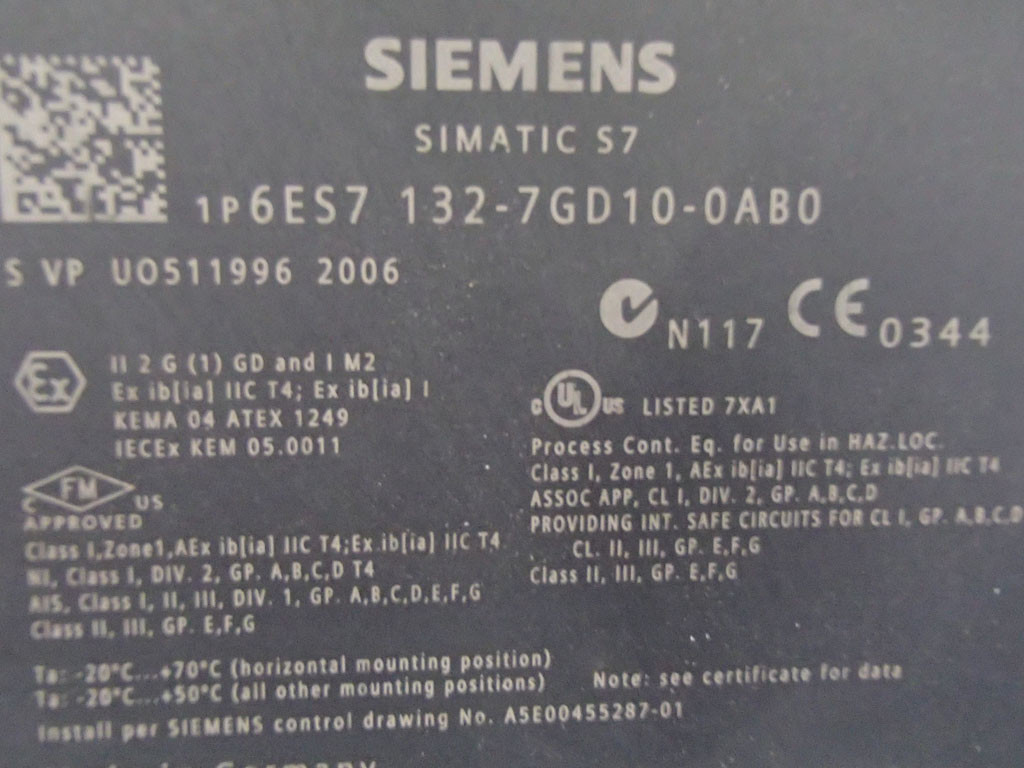 SIEMENS
SIMATIC S7
1P6ES7 132-7GD10-0AB0
S VP UO511996 2006
N117 CE 0344
Ex II 2 G (1) GD and I M2
Ex ib[ia] IIC T4; Ex ib[ia] I
KEMA 04 ATEX 1249
IECEx KEM 05.0011
C UL US LISTED 7XA1
Process Cont. Eq. for Use in HAZ.LOC.
Class I, Zone 1, AEx ib[ia] IIC T4; Ex ib[ia] IIC T4
ASSOC APP, CL I, DIV. 2, GP. A,B,C,D
PROVIDING INT. SAFE CIRCUITS FOR CL I, GP. A,B,C,D
CL. II, III, GP. E,F,G
Class II, III, GP. E,F,G
C FM US
APPROVED
Class I,Zone1,AEx ib[ia] IIC T4;Ex ib[ia] IIC T4
NI, Class I, DIV. 2, GP. A,B,C,D T4
AIS, Class I, II, III, DIV. 1, GP. A,B,C,D,E,F,G
Class II, III, GP. E,F,G
Ta: -20°C...+70°C (horizontal mounting position)
Ta: -20°C...+50°C (all other mounting positions)
Note: see certificate for data
Install per SIEMENS control drawing No. A5E00455287-01